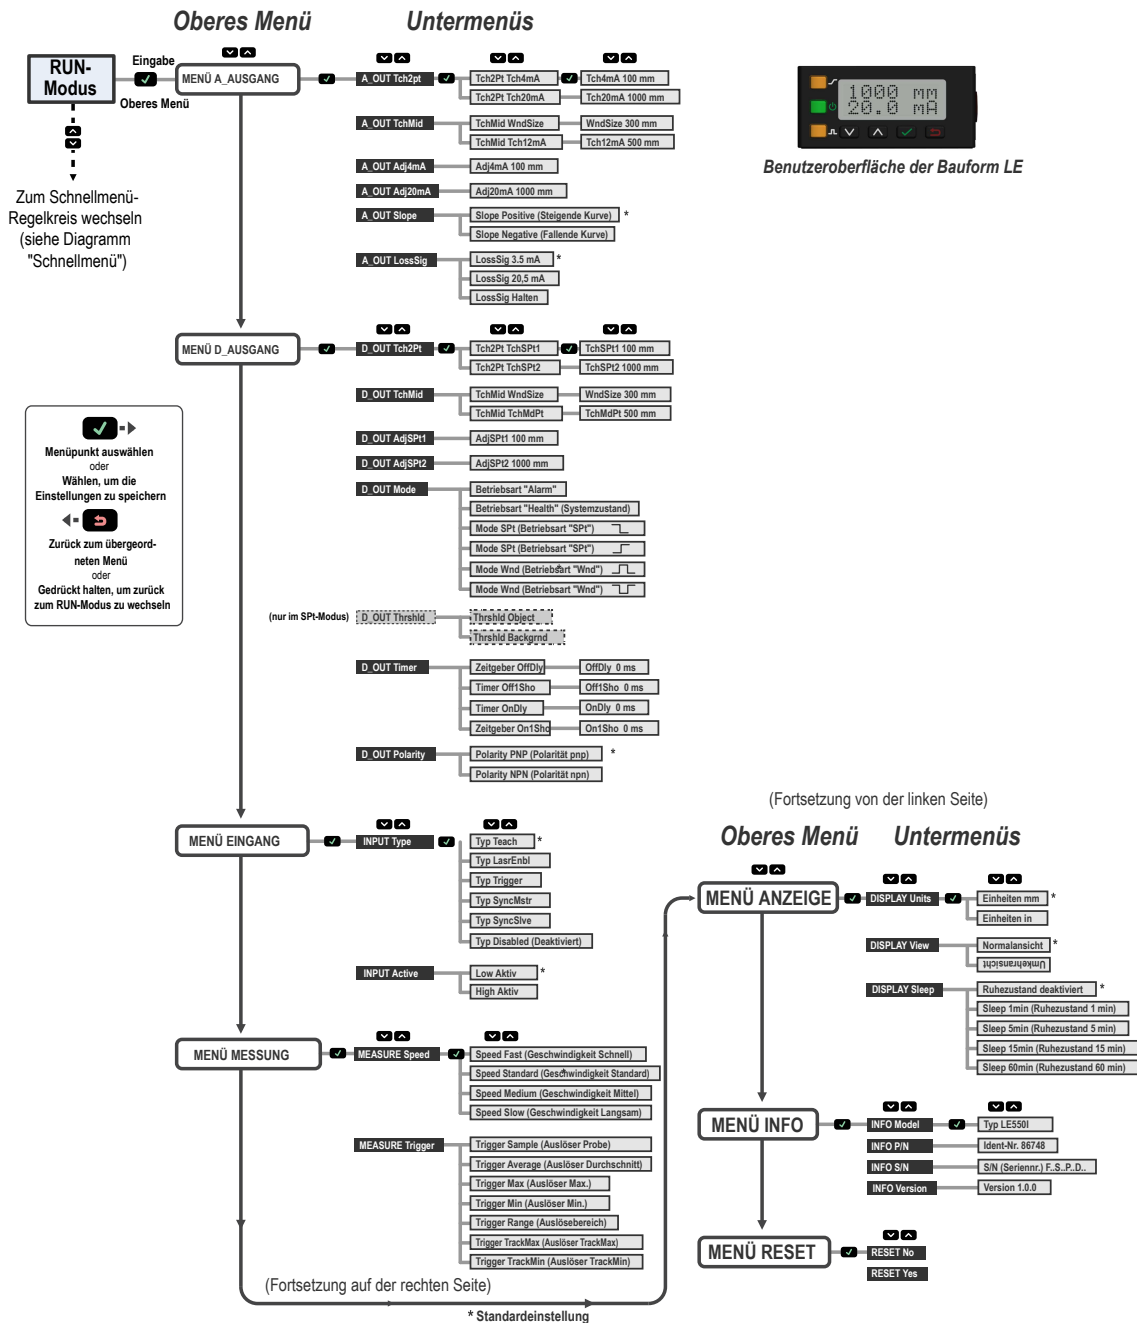 Oberes Menü
Untermenüs
RUN-
Modus
Eingabe
Oberes Menü
Zum Schnellmenü-
Regelkreis wechseln
(siehe Diagramm
"Schnellmenü")
MENÜ A_AUSGANG
A_OUT Tch2pt
Tch2Pt Tch4mA
Tch4mA 100 mm
Tch2Pt Tch20mA
Tch20mA 1000 mm
A_OUT TchMid
TchMid WndSize
WndSize 300 mm
TchMid Tch12mA
Tch12mA 500 mm
A_OUT Adj4mA
Adj4mA 100 mm
A_OUT Adj20mA
Adj20mA 1000 mm
A_OUT Slope
Slope Positive (Steigende Kurve) *
Slope Negative (Fallende Kurve)
A_OUT LossSig
LossSig 3.5 mA *
LossSig 20,5 mA
LossSig Halten
1000 mm
20.0 mA
Benutzeroberfläche der Bauform LE
MENÜ D_AUSGANG
D_OUT Tch2Pt
Tch2Pt TchSPt1
TchSPt1 100 mm
Tch2Pt TchSPt2
TchSPt2 1000 mm
D_OUT TchMid
TchMid WndSize
WndSize 300 mm
TchMid TchMdPt
TchMdPt 500 mm
D_OUT AdjSPt1
AdjSPt1 100 mm
D_OUT AdjSPt2
AdjSPt2 1000 mm
D_OUT Mode
Betriebsart "Alarm"
Betriebsart "Health" (Systemzustand)
Mode SPt (Betriebsart "SPt")
Mode SPt (Betriebsart "SPt")
Mode Wnd (Betriebsart "Wnd") *
Mode Wnd (Betriebsart "Wnd")
(nur im SPt-Modus)
D_OUT Thrshld
Thrshld Object
Thrshld Backgrnd
D_OUT Timer
Zeitgeber OffDly
OffDly 0 ms
Timer Off1Sho
Off1Sho 0 ms
Timer OnDly
OnDly 0 ms
Zeitgeber On1Sho
On1Sho 0 ms
D_OUT Polarity
Polarity PNP (Polarität pnp) *
Polarity NPN (Polarität npn)
Menüpunkt auswählen
oder
Wählen, um die
Einstellungen zu speichern
Zurück zum übergeord-
neten Menü
oder
Gedrückt halten, um zurück
zum RUN-Modus zu wechseln
MENÜ EINGANG
INPUT Type
Typ Teach *
Typ LasrEnbl
Typ Trigger
Typ SyncMstr
Typ SyncSlve
Typ Disabled (Deaktiviert)
INPUT Active
Low Aktiv *
High Aktiv
MENÜ MESSUNG
MEASURE Speed
Speed Fast (Geschwindigkeit Schnell)
Speed Standard (Geschwindigkeit Standard) *
Speed Medium (Geschwindigkeit Mittel)
Speed Slow (Geschwindigkeit Langsam)
MEASURE Trigger
Trigger Sample (Auslöser Probe)
Trigger Average (Auslöser Durchschnitt)
Trigger Max (Auslöser Max.)
Trigger Min (Auslöser Min.)
Trigger Range (Auslösebereich)
Trigger TrackMax (Auslöser TrackMax)
Trigger TrackMin (Auslöser TrackMin)
(Fortsetzung auf der rechten Seite)
* Standardeinstellung
(Fortsetzung von der linken Seite)
Oberes Menü
Untermenüs
MENÜ ANZEIGE
DISPLAY Units
Einheiten mm *
Einheiten in
DISPLAY View
Normalansicht *
Umkehransicht
DISPLAY Sleep
Ruhezustand deaktiviert *
Sleep 1min (Ruhezustand 1 min)
Sleep 5min (Ruhezustand 5 min)
Sleep 15min (Ruhezustand 15 min)
Sleep 60min (Ruhezustand 60 min)
MENÜ INFO
INFO Model
Typ LE550I
INFO P/N
Ident-Nr. 86748
INFO S/N
S/N (Seriennr.) F..S..P..D..
INFO Version
Version 1.0.0
MENÜ RESET
RESET No
RESET Yes